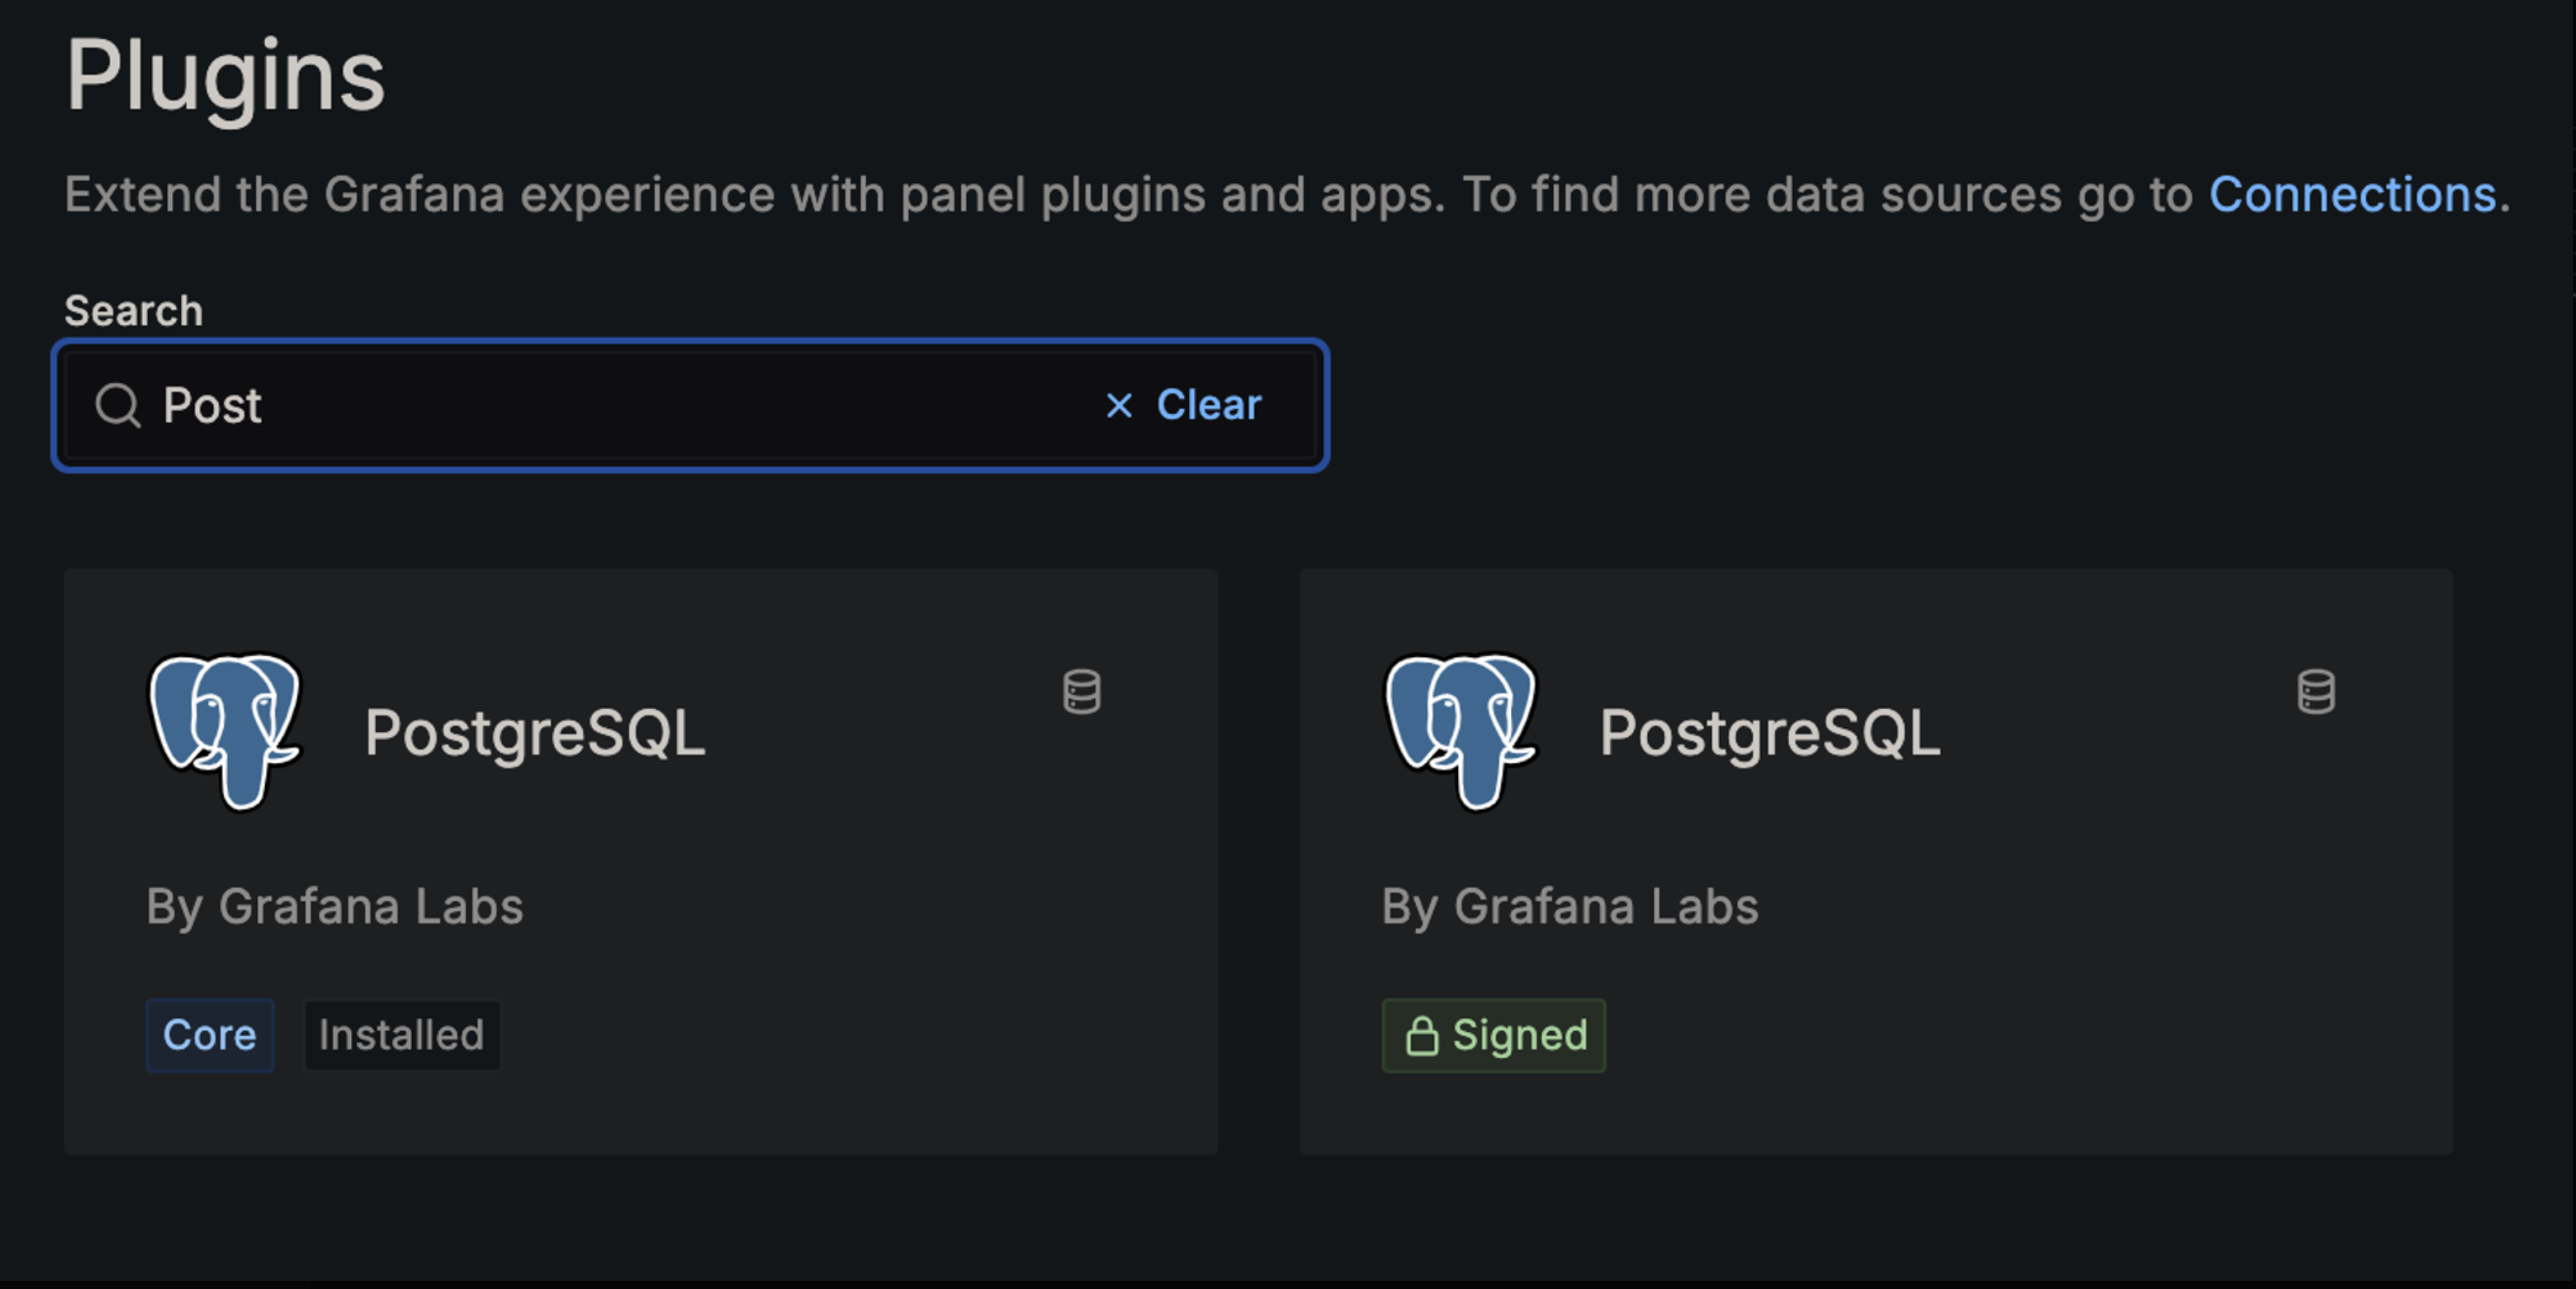 Plugins
Extend the Grafana experience with panel plugins and apps. To find more data sources go to Connections.
Search
Post
Clear
PostgreSQL
By Grafana Labs
Core
Installed
PostgreSQL
By Grafana Labs
Signed